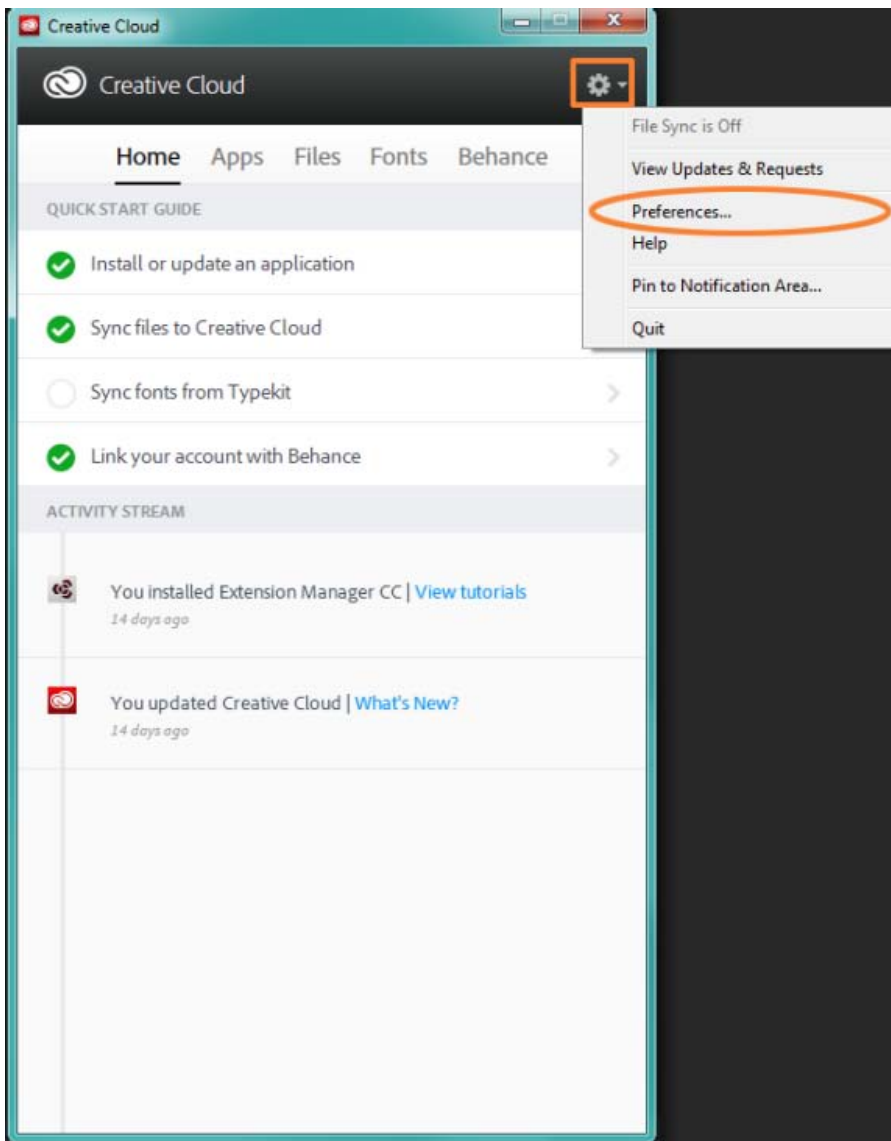 Creative Cloud
Creative Cloud
File Sync is Off
View Updates & Requests
Preferences...
Help
Pin to Notification Area...
Quit
Home Apps Files Fonts Behance
QUICK START GUIDE
Install or update an application
Sync files to Creative Cloud
Sync fonts from Typekit
Link your account with Behance
ACTIVITY STREAM
You installed Extension Manager CC | View tutorials
14 days ago
You updated Creative Cloud | What's New?
14 days ago